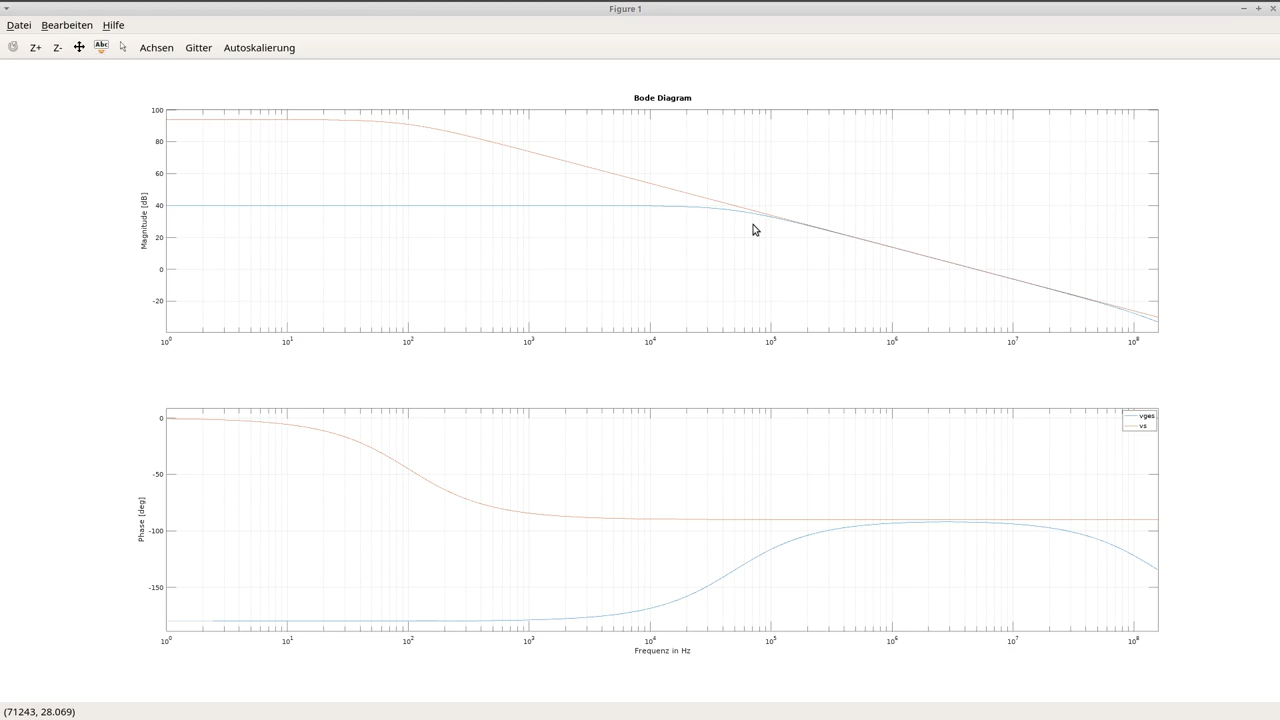 Figure 1
Datei Bearbeiten Hilfe
Z+ Z- Abc Achsen Gitter Autoskalierung
Bode Diagram
100
80
60
40
20
0
-20
Magnitude [dB]
10^0 10^1 10^2 10^3 10^4 10^5 10^6 10^7 10^8
vges
vs
0
-50
-100
-150
Phase [deg]
10^0 10^1 10^2 10^3 10^4 10^5 10^6 10^7 10^8
Frequenz in Hz
(71243, 28.069)